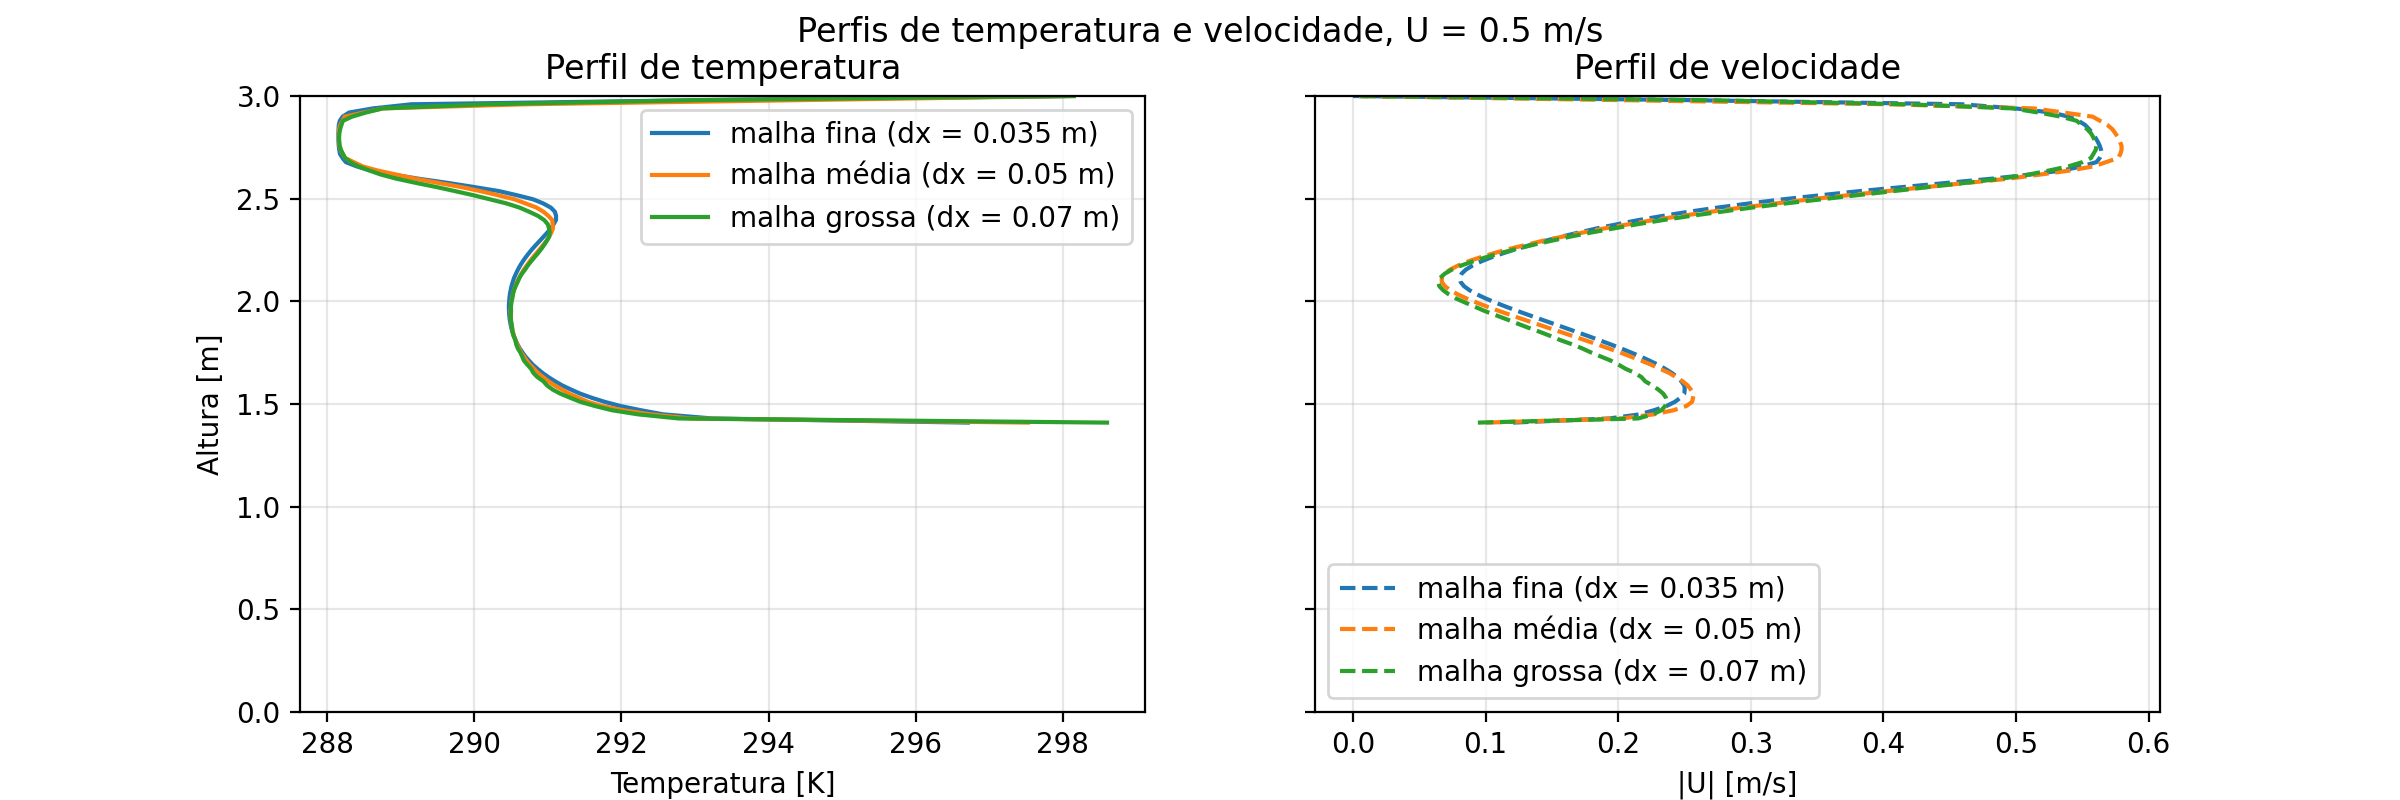 Perfis de temperatura e velocidade, U = 0.5 m/s
Perfil de temperatura
3.0
2.5
2.0
1.5
1.0
0.5
0.0
Altura [m]
malha fina (dx = 0.035 m)
malha média (dx = 0.05 m)
malha grossa (dx = 0.07 m)
288 290 292 294 296 298
Temperatura [K]
Perfil de velocidade
malha fina (dx = 0.035 m)
malha média (dx = 0.05 m)
malha grossa (dx = 0.07 m)
0.0 0.1 0.2 0.3 0.4 0.5 0.6
|U| [m/s]